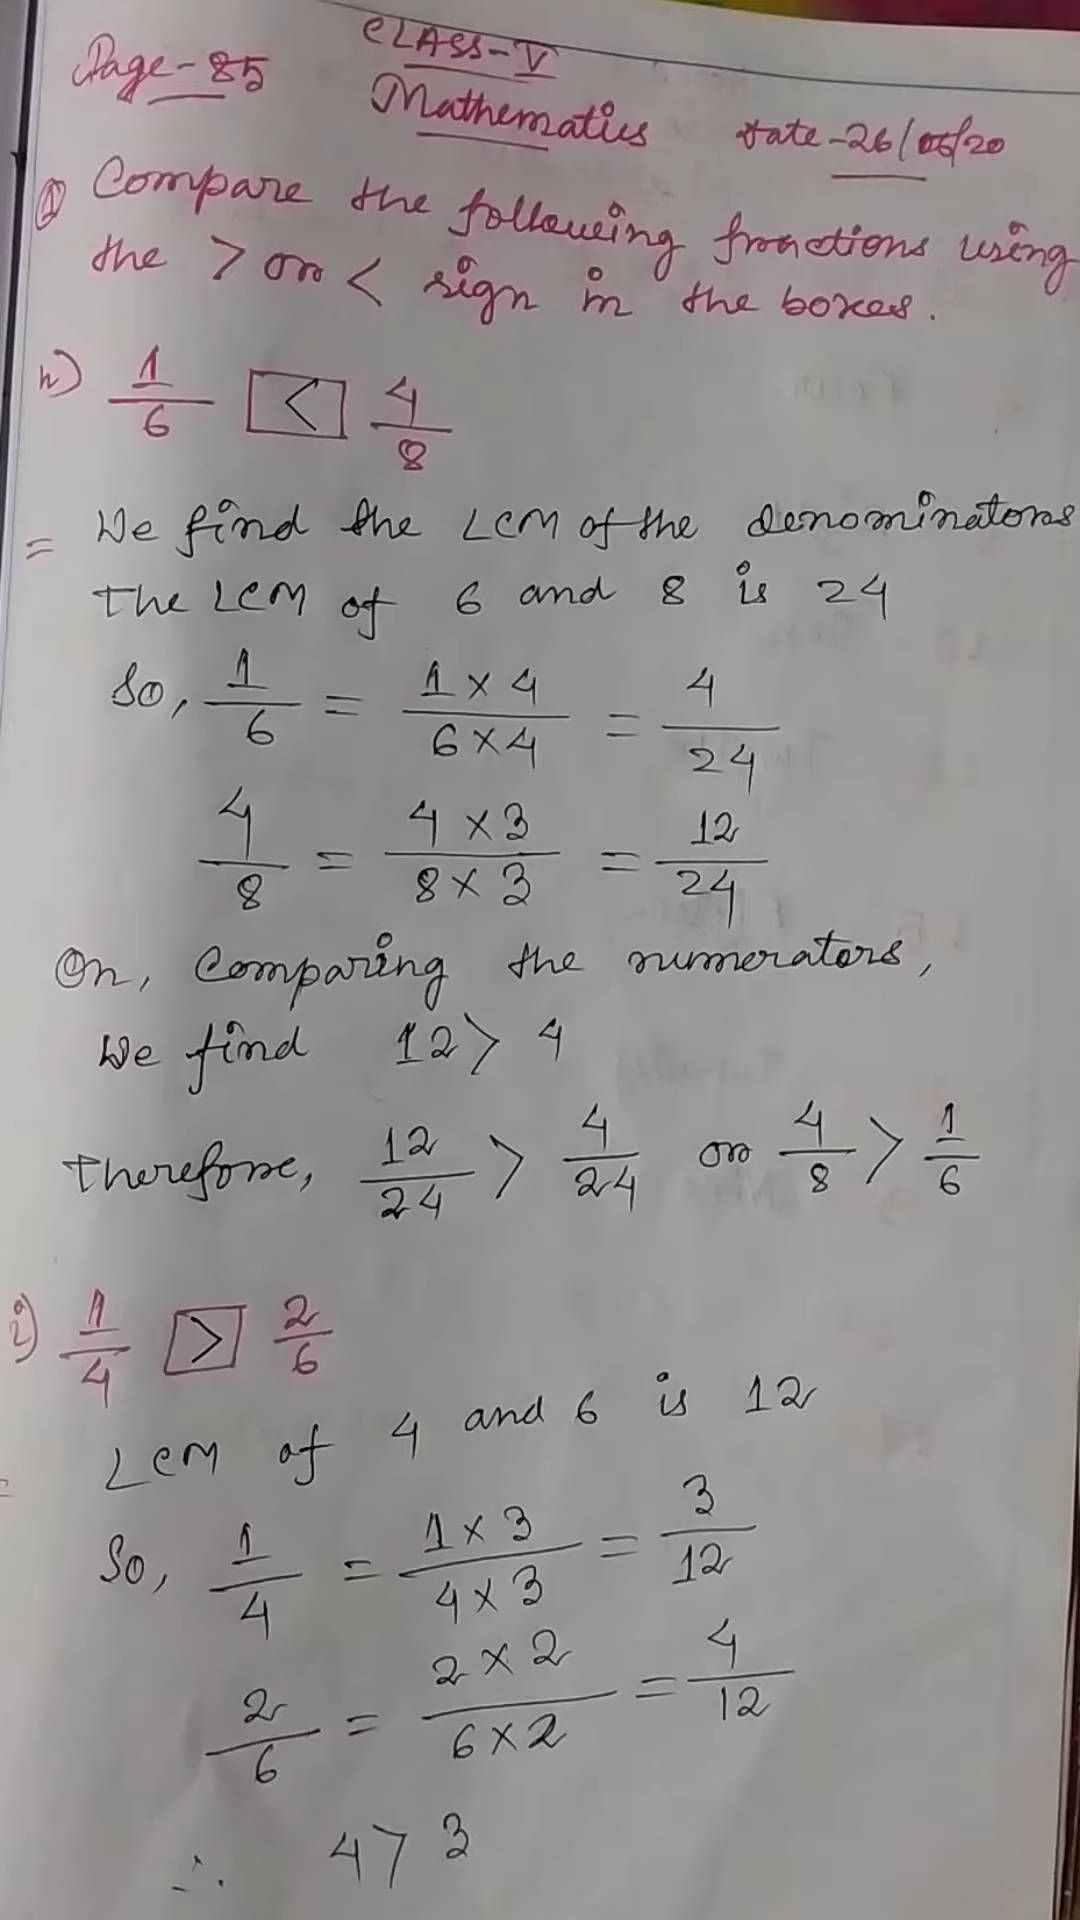 CLASS-V
Page-85 Mathematics Date-26/05/20
① Compare the following fractions using
the > or < sign in the boxes.
h) 1/6 < 4/8
= We find the LCM of the denominators
The LCM of 6 and 8 is 24
So, 1/6 = 1×4/6×4 = 4/24
4/8 = 4×3/8×3 = 12/24
On, Comparing the numerators,
We find 12 > 4
Therefore, 12/24 > 4/24 or 4/8 > 1/6
i) 1/4 > 2/6
LCM of 4 and 6 is 12
So, 1/4 = 1×3/4×3 = 3/12
2/6 = 2×2/6×2 = 4/12
∴ 4 > 3